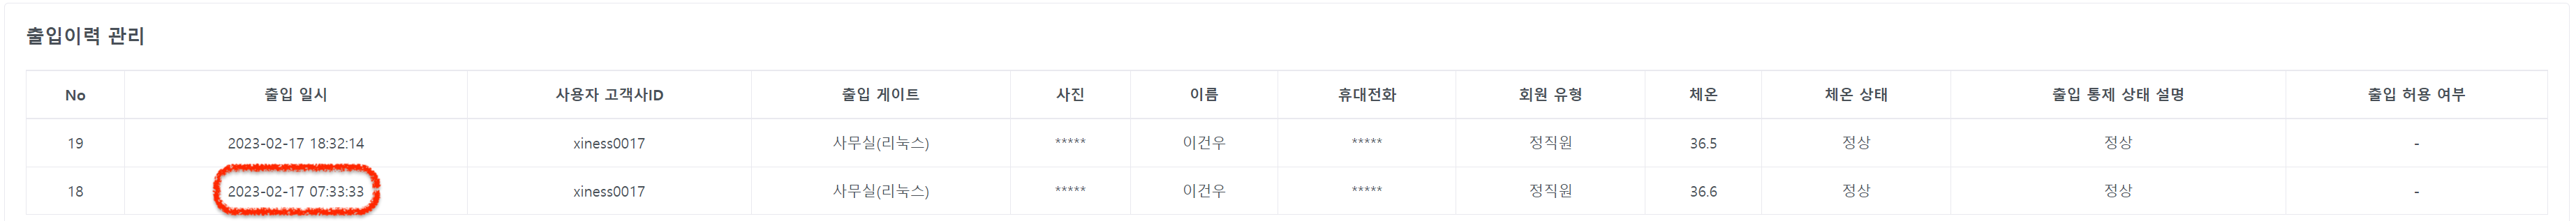 출입이력 관리
No 출입 일시 사용자 고객사ID 출입 게이트 사진 이름 휴대전화 회원 유형 체온 체온 상태 출입 통제 상태 설명 출입 허용 여부
19 2023-02-17 18:32:14 xiness0017 사무실(리눅스) ***** 이건우 ***** 정직원 36.5 정상 정상 -
18 2023-02-17 07:33:33 xiness0017 사무실(리눅스) ***** 이건우 ***** 정직원 36.6 정상 정상 -